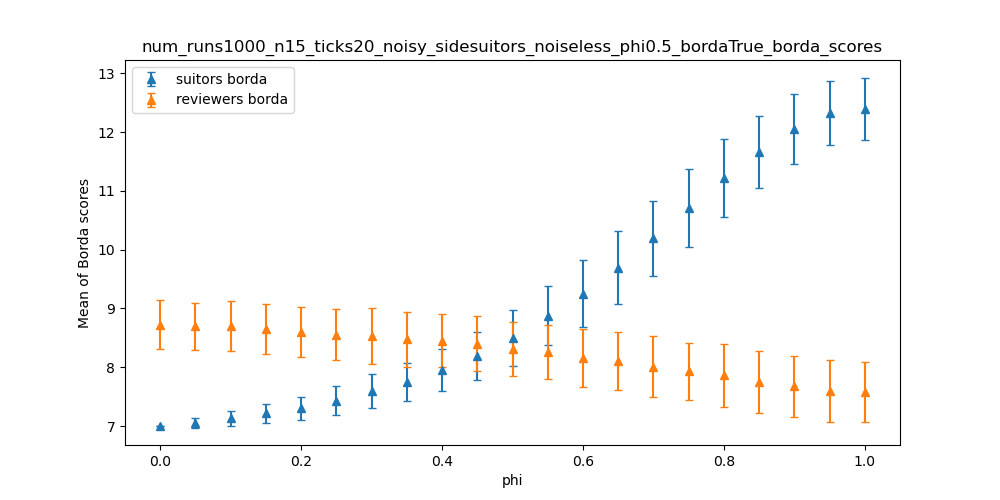 num_runs1000_n15_ticks20_noisy_sidesuitors_noiseless_phi0.5_bordaTrue_borda_scores
suitors borda
reviewers borda
Mean of Borda scores
13
12
11
10
9
8
7
0.0 0.2 0.4 0.6 0.8 1.0
phi